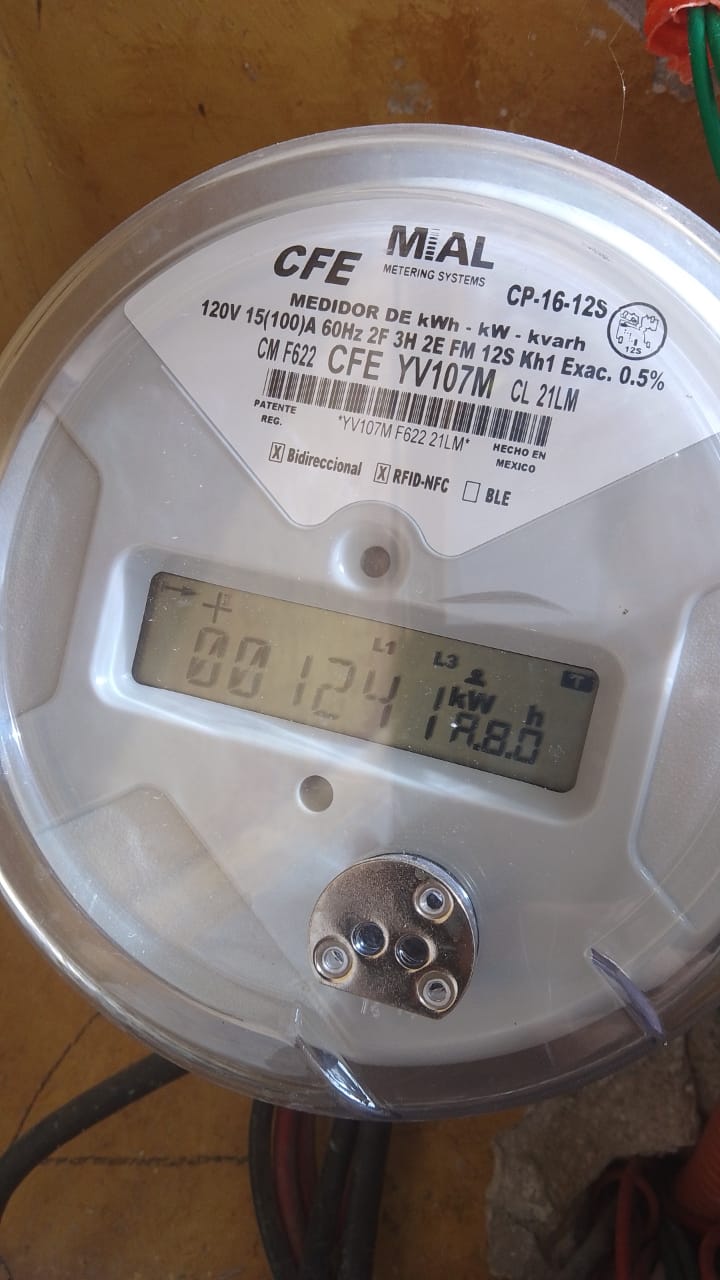 CFE
MIAL
METERING SYSTEMS
CP-16-12S
12S
MEDIDOR DE kWh - kW - kvarh
120V 15(100)A 60Hz 2F 3H 2E FM 12S Kh1 Exac. 0.5%
CM F622 CFE YV107M CL 21LM
PATENTE
REG.
*YV107M F622 21LM*
HECHO EN
MEXICO
X Bidireccional X RFID-NFC BLE
L1 L3 T
001241 kW h
1A.8.0